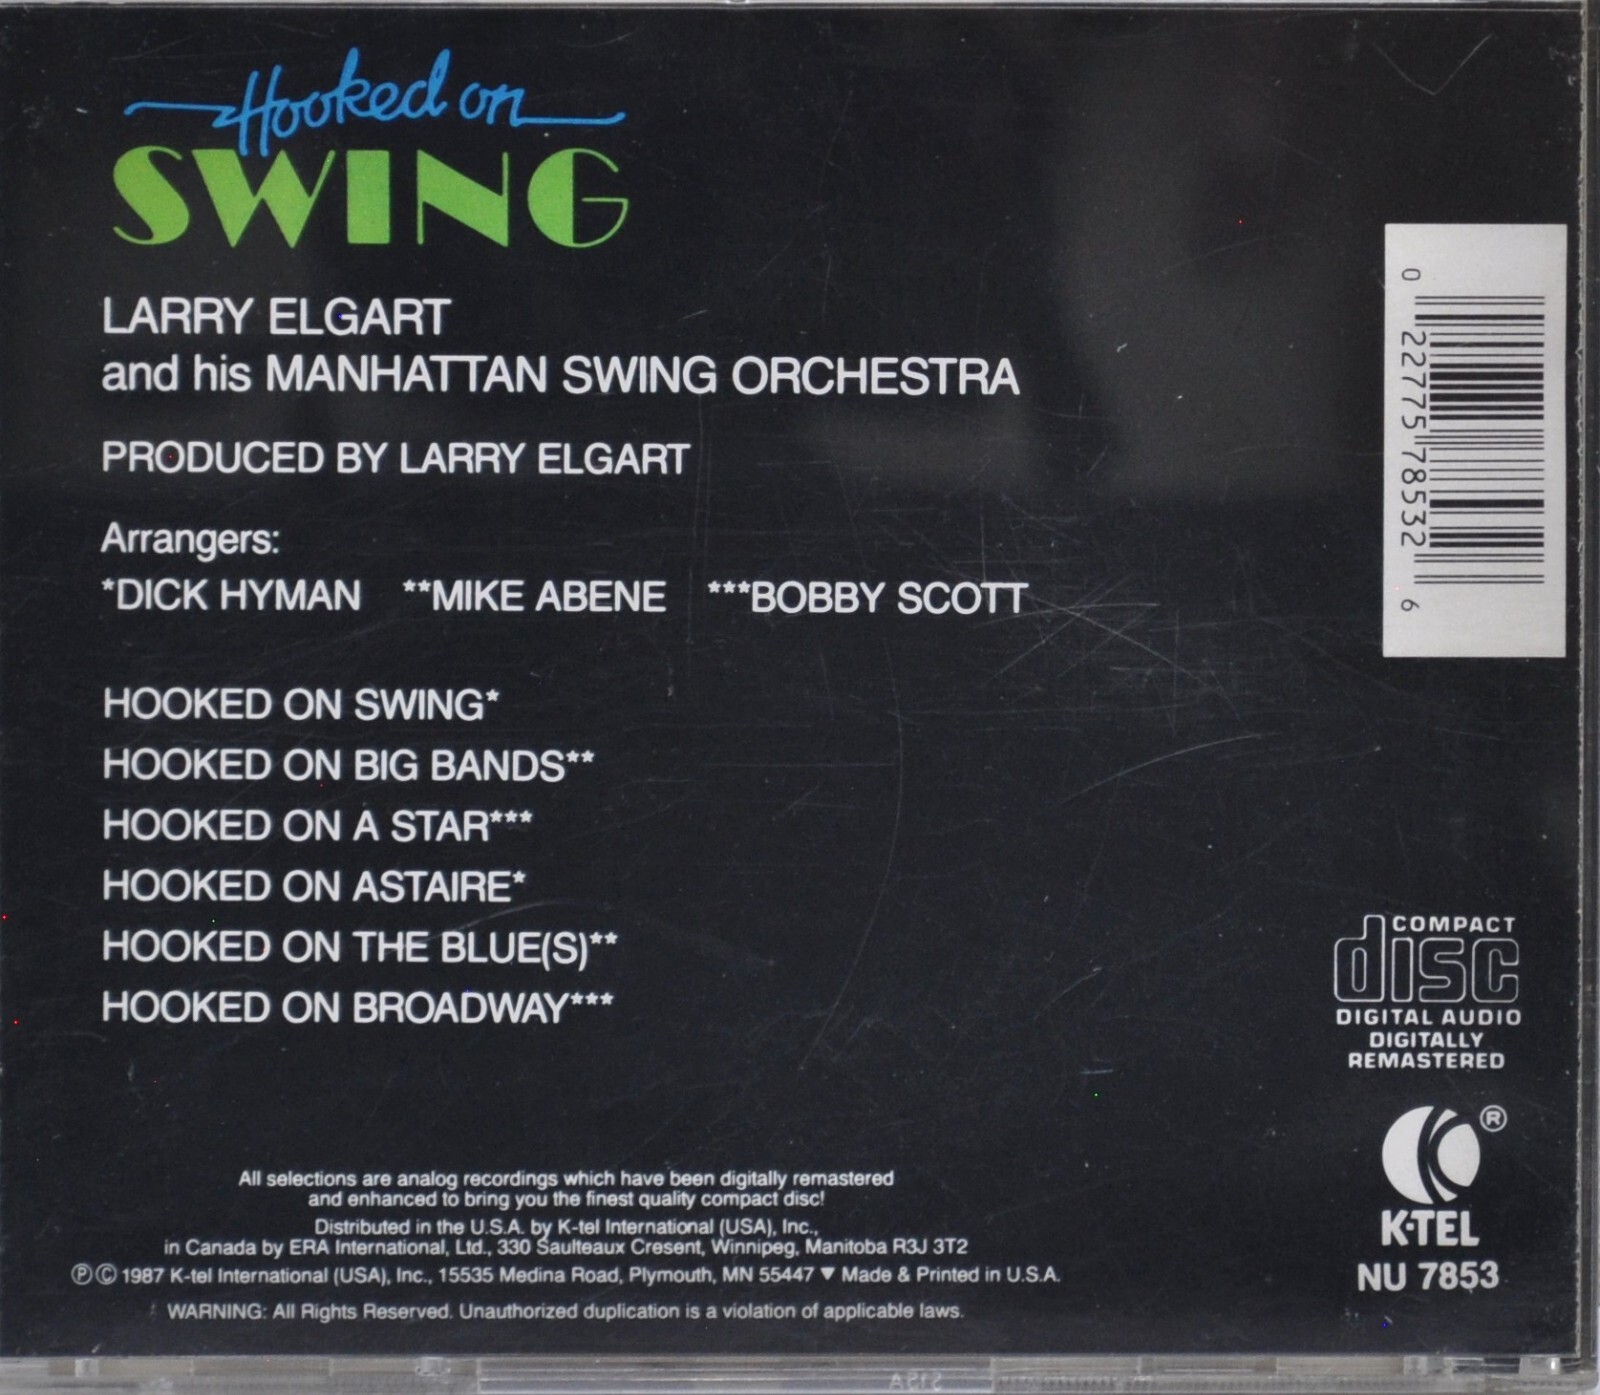 Hooked on
SWING
LARRY ELGART
and his MANHATTAN SWING ORCHESTRA
PRODUCED BY LARRY ELGART
Arrangers:
*DICK HYMAN **MIKE ABENE ***BOBBY SCOTT
HOOKED ON SWING*
HOOKED ON BIG BANDS**
HOOKED ON A STAR***
HOOKED ON ASTAIRE*
HOOKED ON THE BLUE(S)**
HOOKED ON BROADWAY***
0 22775 78532 6
COMPACT
disc
DIGITAL AUDIO
DIGITALLY
REMASTERED
®
K-TEL
NU 7853
All selections are analog recordings which have been digitally remastered
and enhanced to bring you the finest quality compact disc!
Distributed in the U.S.A. by K-tel International (USA), Inc.,
in Canada by ERA International, Ltd., 330 Saulteaux Cresent, Winnipeg, Manitoba R3J 3T2
℗© 1987 K-tel International (USA), Inc., 15535 Medina Road, Plymouth, MN 55447 ▼ Made & Printed in U.S.A.
WARNING: All Rights Reserved. Unauthorized duplication is a violation of applicable laws.